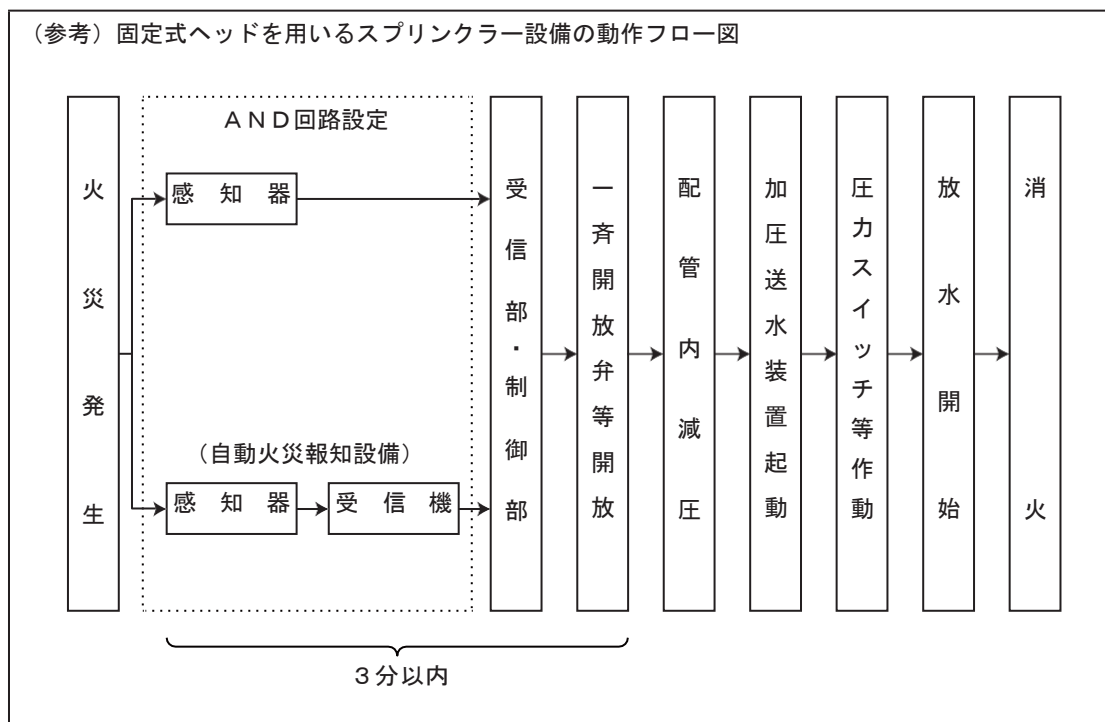 （参考）固定式ヘッドを用いるスプリンクラー設備の動作フロー図
火災発生
ＡＮＤ回路設定
感知器
（自動火災報知設備）
感知器
受信機
受信部・制御部
一斉開放弁等開放
配管内減圧
加圧送水装置起動
圧力スイッチ等作動
放水開始
消火
３分以内